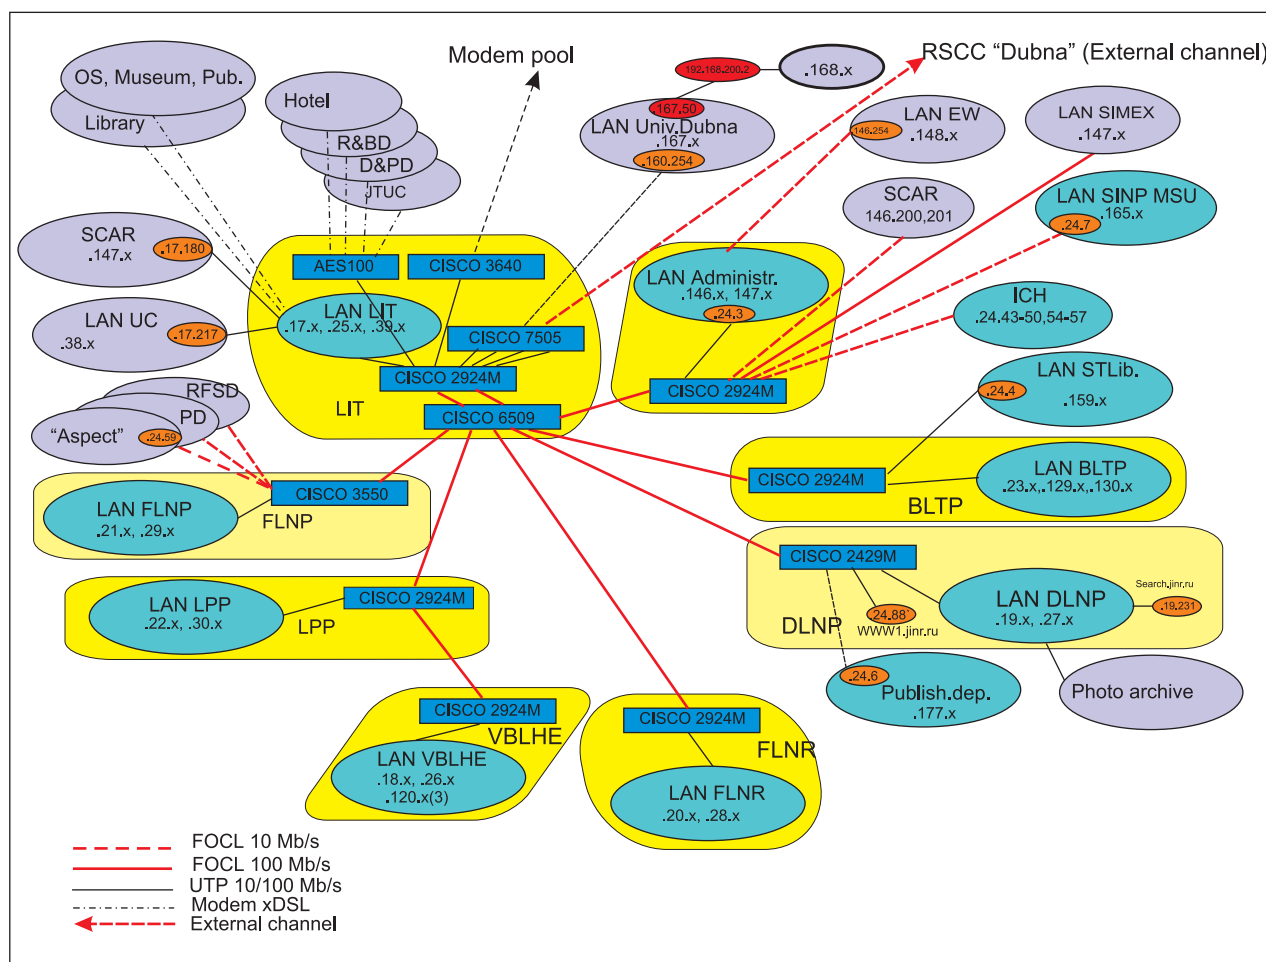 Modem pool
RSCC “Dubna” (External channel)
OS, Museum, Pub.
Library
Hotel
R&BD
D&PD
JTUC
192.168.200.2
.168.x
.167,50
LAN Univ.Dubna
.167.x
.160.254
LAN EW
146.254
.148.x
LAN SIMEX
.147.x
SCAR
146.200,201
LAN SINP MSU
.165.x
.24.7
SCAR
.147.x
.17,180
AES100
CISCO 3640
LAN LIT
.17.x, .25.x, .39.x
CISCO 7505
CISCO 2924M
CISCO 6509
LIT
LAN Administr.
.146.x, 147.x
.24.3
CISCO 2924M
ICH
.24,43-50,54-57
LAN UC
.38.x
.17.217
LAN STLib.
.24.4
.159.x
RFSD
PD
“Aspect”
.24.59
CISCO 3550
FLNP
LAN FLNP
.21.x, .29.x
CISCO 2924M
LAN BLTP
.23.x,.129.x,.130.x
BLTP
CISCO 2429M
24.88
WWW1.jinr.ru
DLNP
LAN DLNP
.19.x, .27.x
Search.jinr.ru
.19.231
LAN LPP
.22.x, .30.x
CISCO 2924M
LPP
.24.6
Publish.dep.
.177.x
Photo archive
CISCO 2924M
VBLHE
LAN VBLHE
.18.x, .26.x
.120.x(3)
CISCO 2924M
FLNR
LAN FLNR
.20.x, .28.x
FOCL 10 Mb/s
FOCL 100 Mb/s
UTP 10/100 Mb/s
Modem xDSL
External channel